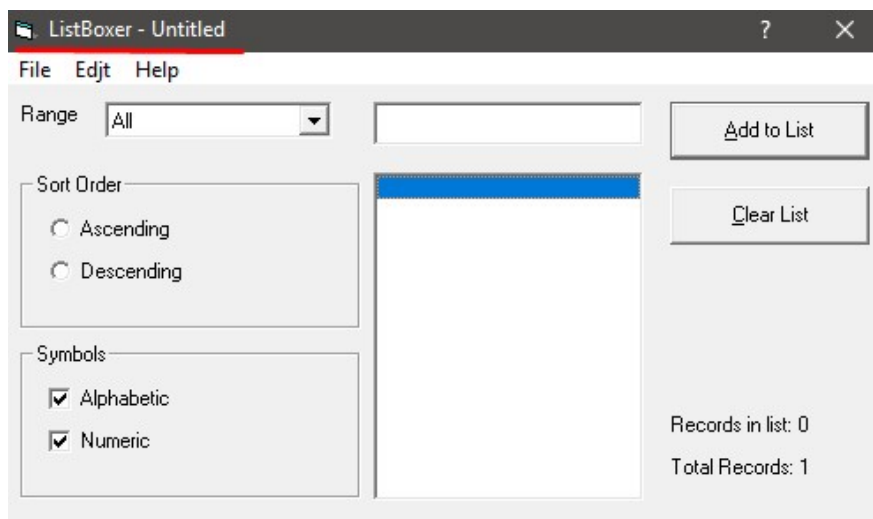 ListBoxer - Untitled ?
File Edjt Help
Range All Add to List
Sort Order
Ascending
Clear List
Descending
Symbols
Alphabetic
Numeric
Records in list: 0
Total Records: 1